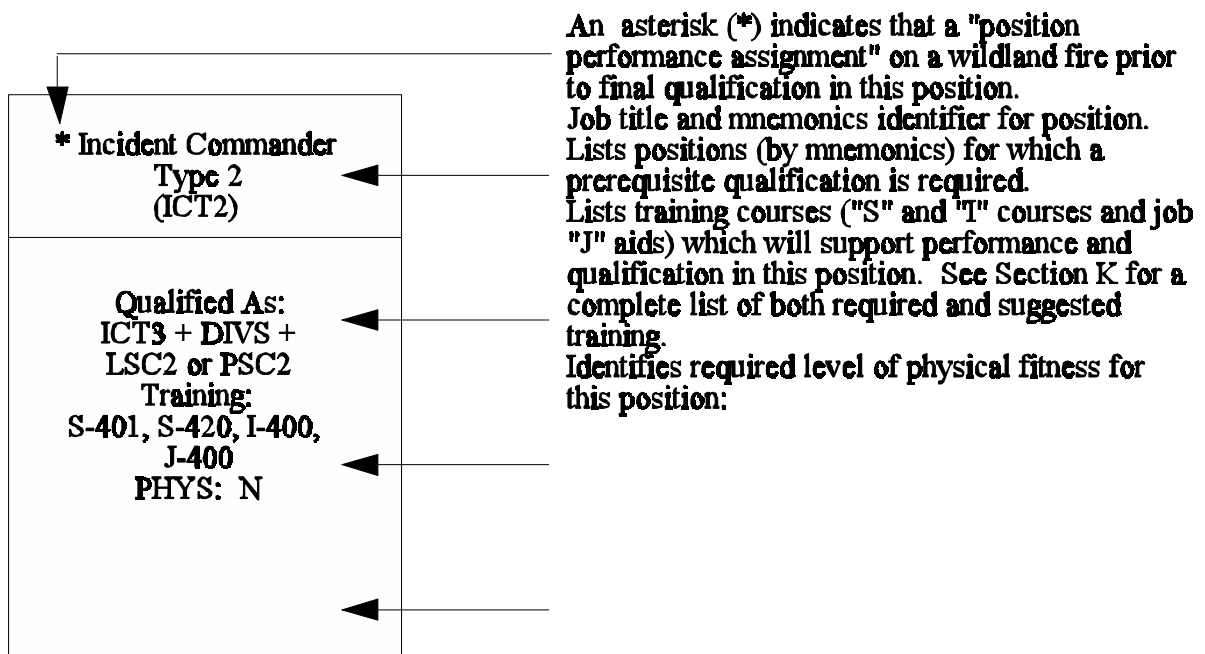 * Incident Commander
Type 2
(ICT2)
Qualified As:
ICT3 + DIVS +
LSC2 or PSC2
Training:
S-401, S-420, I-400,
J-400
PHYS: N
An asterisk (*) indicates that a "position
performance assignment" on a wildland fire prior
to final qualification in this position.
Job title and mnemonics identifier for position.
Lists positions (by mnemonics) for which a
prerequisite qualification is required.
Lists training courses ("S" and "I" courses and job
"J" aids) which will support performance and
qualification in this position. See Section K for a
complete list of both required and suggested
training.
Identifies required level of physical fitness for
this position: